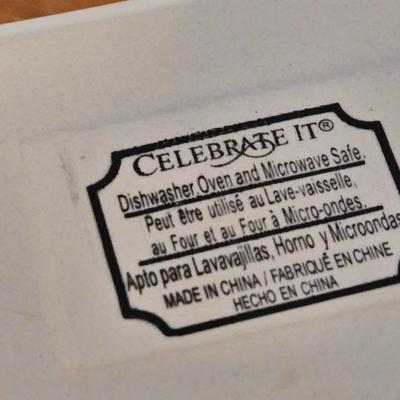 CELEBRATE IT®
Dishwasher, Oven and Microwave Safe.
Peut être utilisé au Lave-vaisselle,
au Four et au Four à Micro-ondes.
Apto para Lavavajillas, Horno y Microondas
MADE IN CHINA / FABRIQUÉ EN CHINE
HECHO EN CHINA